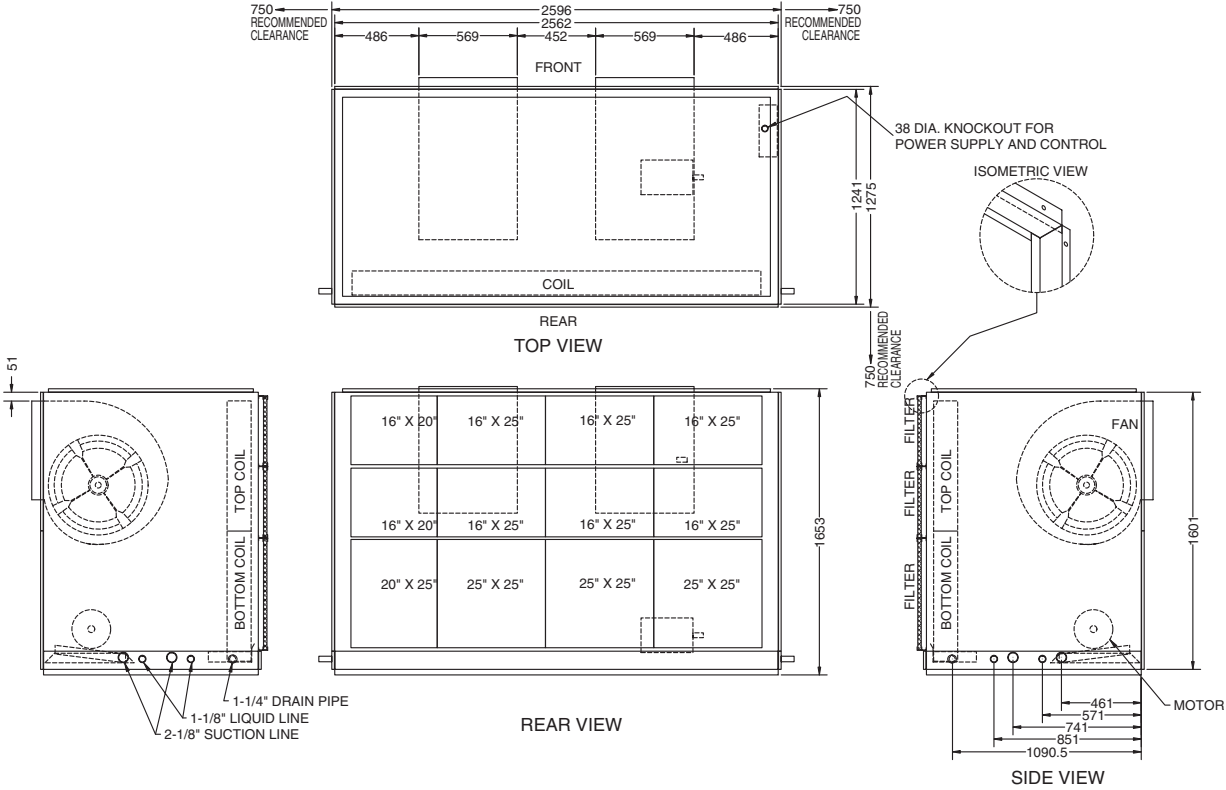 750
2596
750
RECOMMENDED
CLEARANCE
2562
RECOMMENDED
CLEARANCE
486
569
452
569
486
FRONT
38 DIA. KNOCKOUT FOR
POWER SUPPLY AND CONTROL
ISOMETRIC VIEW
1241
1275
COIL
REAR
TOP VIEW
750
RECOMMENDED
CLEARANCE
51
TOP COIL
BOTTOM COIL
1-1/4" DRAIN PIPE
1-1/8" LIQUID LINE
2-1/8" SUCTION LINE
16" X 20"
16" X 25"
16" X 25"
16" X 25"
16" X 20"
16" X 25"
16" X 25"
16" X 25"
20" X 25"
25" X 25"
25" X 25"
25" X 25"
1653
REAR VIEW
FILTER
FILTER
FILTER
TOP COIL
BOTTOM COIL
FAN
1601
MOTOR
461
571
741
851
1090.5
SIDE VIEW